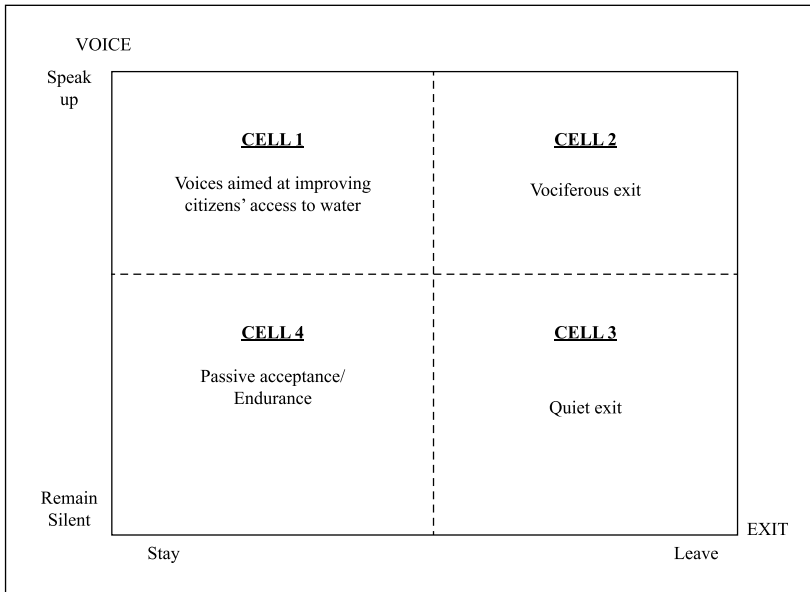 VOICE
Speak
up
CELL 1
Voices aimed at improving
citizens’ access to water
CELL 2
Vociferous exit
CELL 4
Passive acceptance/
Endurance
CELL 3
Quiet exit
Remain
Silent
EXIT
Stay
Leave